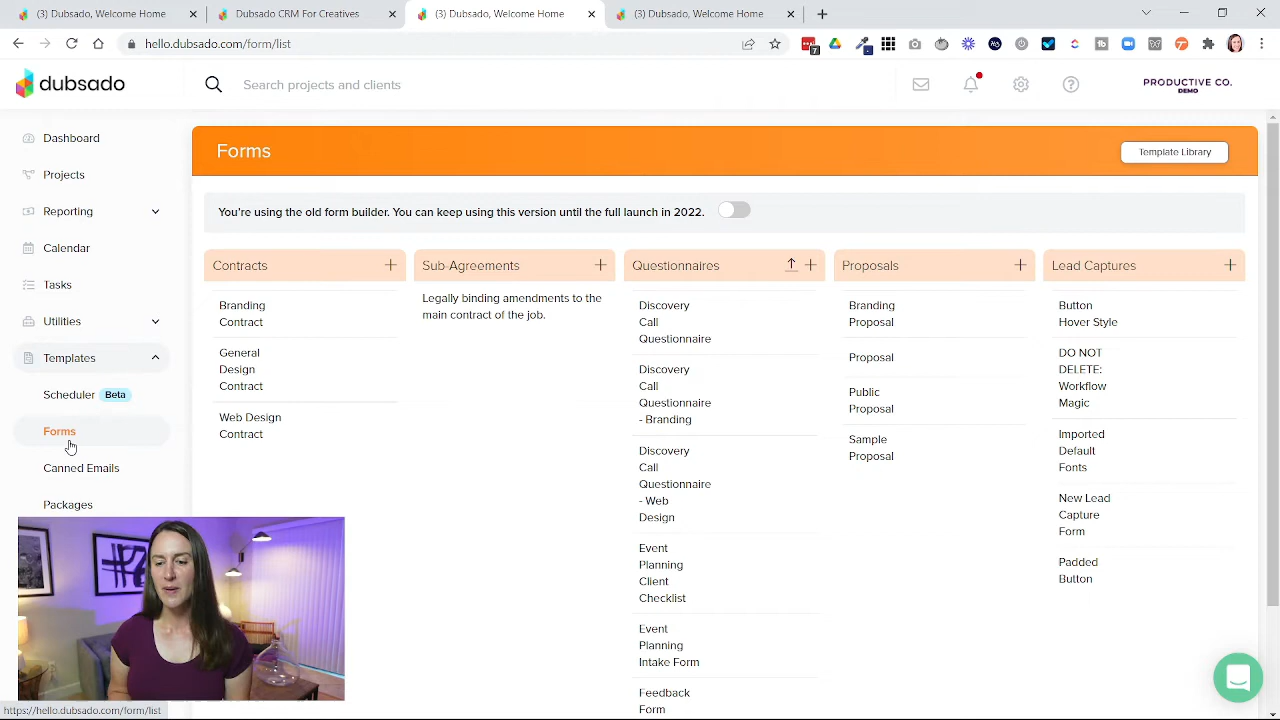 (3) Dubsado, Welcome Home
Dubsado CRM For Creatives
(3) Dubsado, Welcome Home
(3) Dubsado, Welcome Home
hello.dubsado.com/form/list
7
dubsado
Search projects and clients
PRODUCTIVE CO.
DEMO
Dashboard
Projects
Reporting
Calendar
Tasks
Utilities
Templates
Scheduler Beta
Forms
Canned Emails
Packages
Forms
Template Library
You're using the old form builder. You can keep using this version until the full launch in 2022.
Contracts
Branding
Contract
General
Design
Contract
Web Design
Contract
Sub-Agreements
Legally binding amendments to the
main contract of the job.
Questionnaires
Discovery
Call
Questionnaire
Discovery
Call
Questionnaire
- Branding
Discovery
Call
Questionnaire
- Web
Design
Event
Planning
Client
Checklist
Event
Planning
Intake Form
Feedback
Form
Proposals
Branding
Proposal
Proposal
Public
Proposal
Sample
Proposal
Lead Captures
Button
Hover Style
DO NOT
DELETE:
Workflow
Magic
Imported
Default
Fonts
New Lead
Capture
Form
Padded
Button
https://hello.dubsado.com/form/list